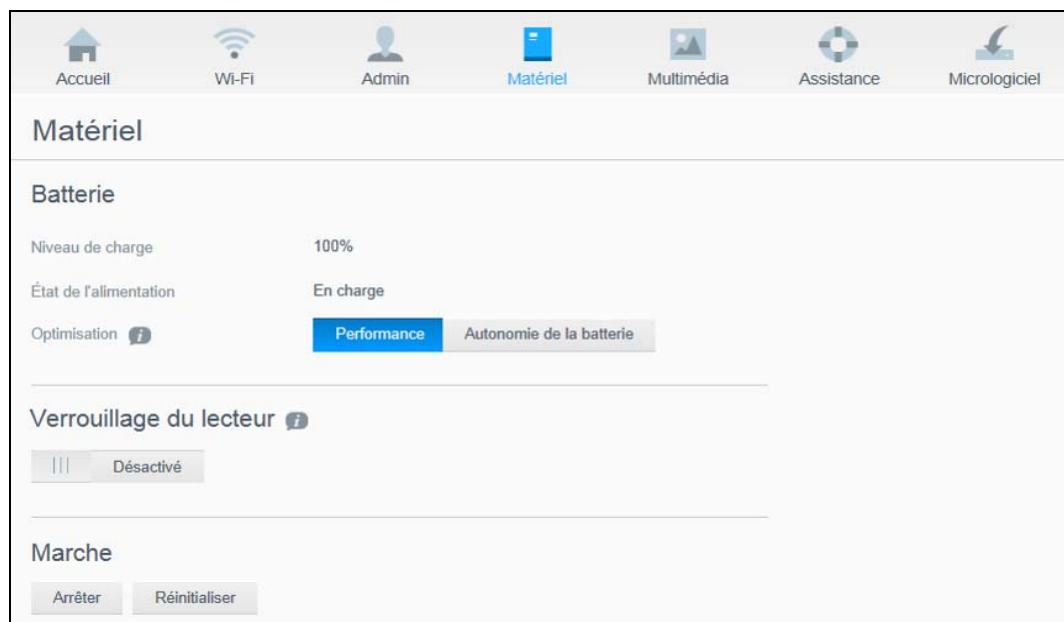 Accueil Wi-Fi Admin Matériel Multimédia Assistance Micrologiciel
Matériel
Batterie
Niveau de charge 100%
État de l'alimentation En charge
Optimisation i Performance Autonomie de la batterie
Verrouillage du lecteur i
Désactivé
Marche
Arrêter Réinitialiser